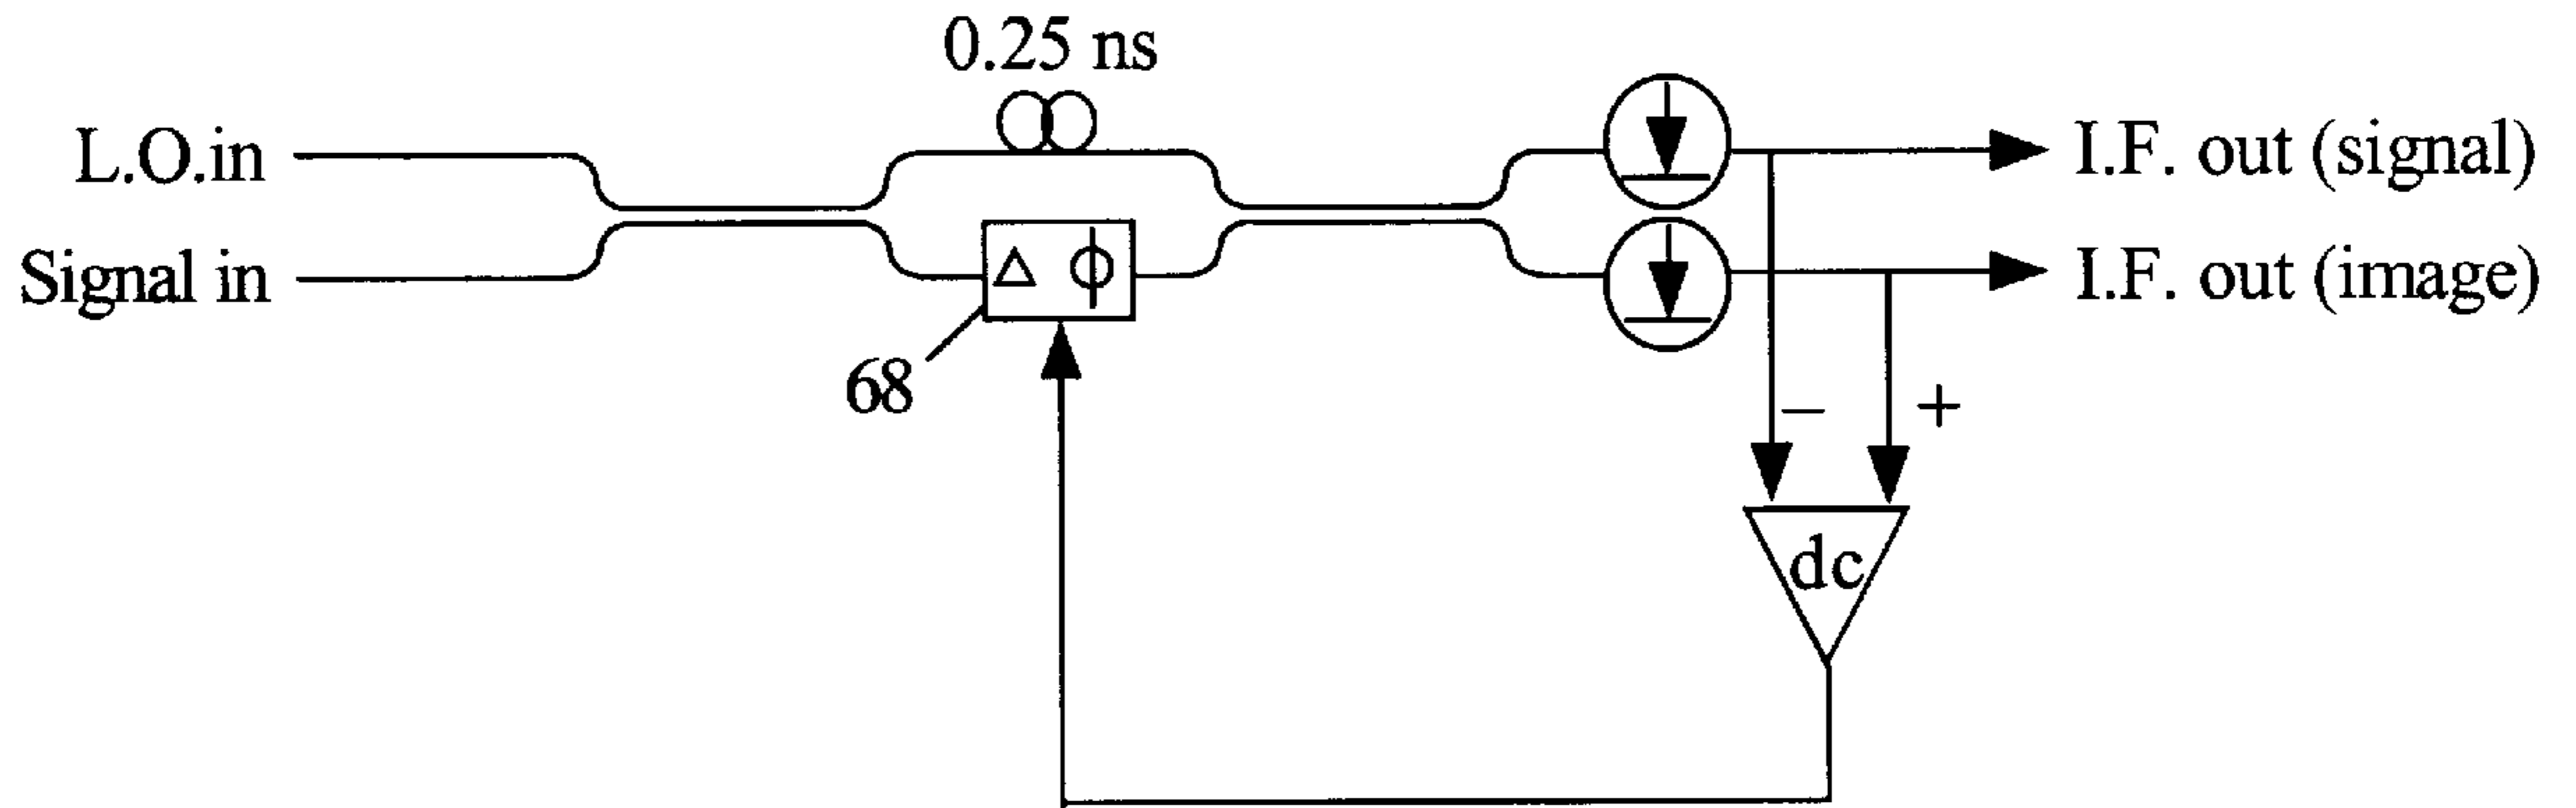 0.25 ns
L.O.in
I.F. out (signal)
Signal in
Δ ϕ
I.F. out (image)
68
− +
dc